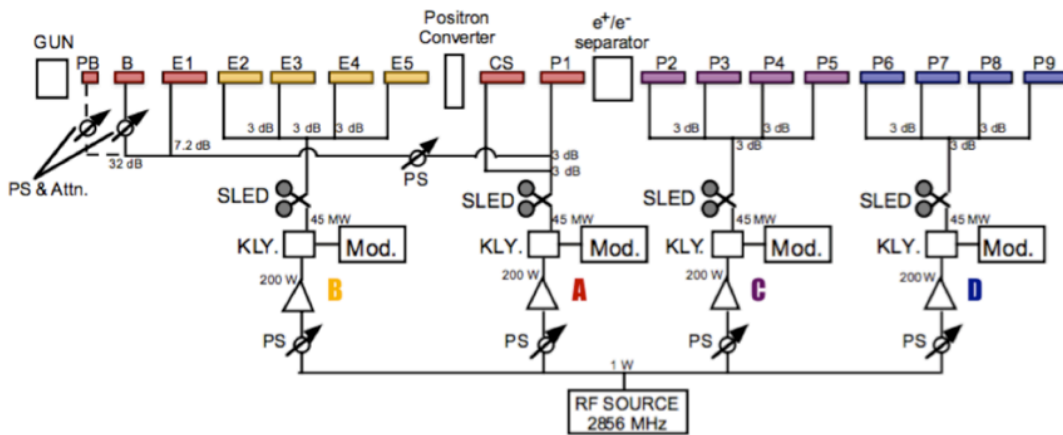 GUN
PB B E1 E2 E3 E4 E5
Positron
Converter
CS P1
e+/e-
separator
P2 P3 P4 P5 P6 P7 P8 P9
3 dB 3 dB 3 dB
3 dB 3 dB
3 dB
3 dB 3 dB
3 dB
7.2 dB
32 dB
PS
3 dB
3 dB
PS & Attn.
SLED SLED SLED SLED
45 MW 45 MW 45 MW 45 MW
KLY. Mod. KLY. Mod. KLY. Mod. KLY. Mod.
200 W B 200 W A 200 W C 200 W D
PS PS PS PS
1 W
RF SOURCE
2856 MHz